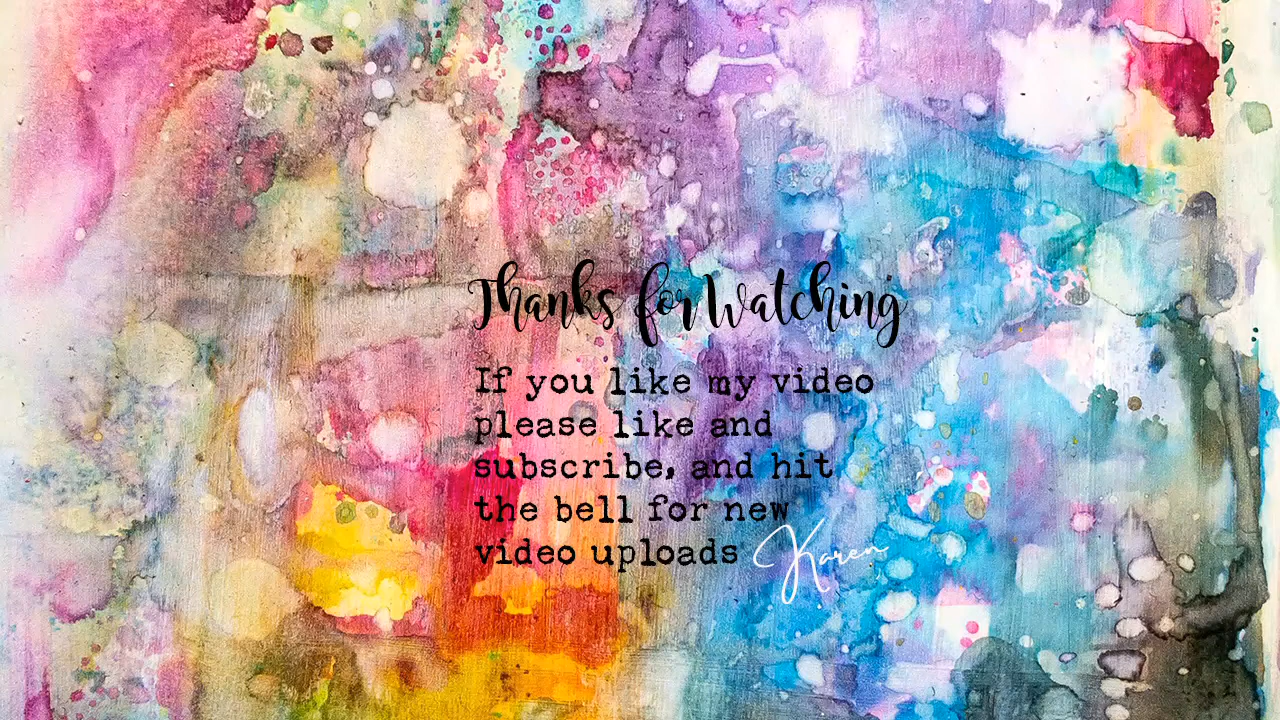 Thanks for Watching
If you like my video
please like and
subscribe, and hit
the bell for new
video uploads Karen